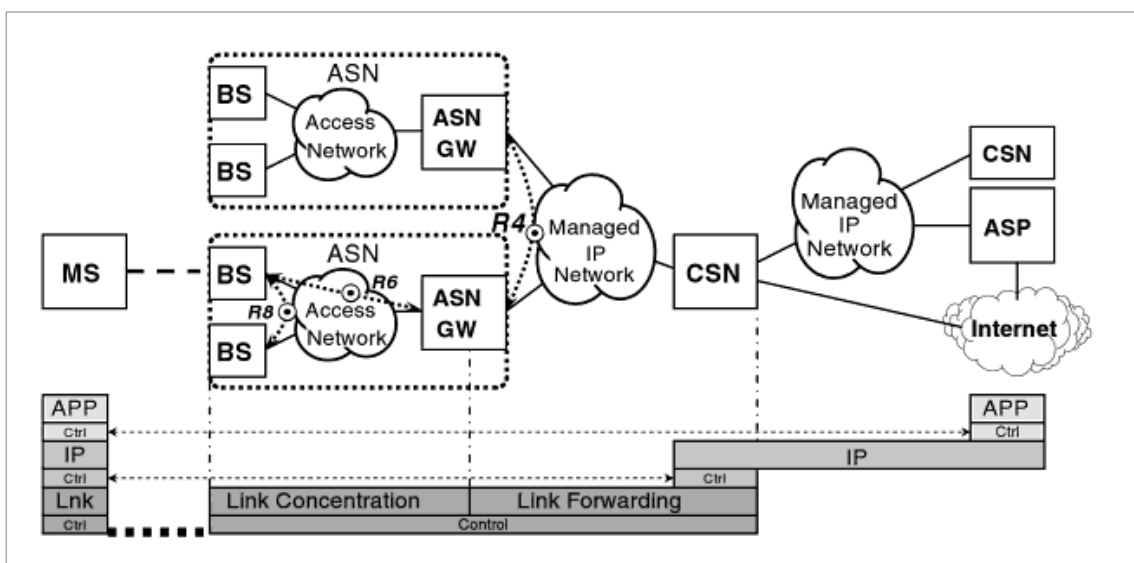 ASN
BS
Access
Network
BS
ASN
GW
R4
MS
ASN
BS
R6
R8
Access
Network
BS
ASN
GW
Managed
IP
Network
CSN
Managed
IP
Network
CSN
ASP
Internet
APP
Ctrl
IP
Ctrl
Lnk
Ctrl
APP
Ctrl
IP
Ctrl
Link Concentration
Link Forwarding
Control